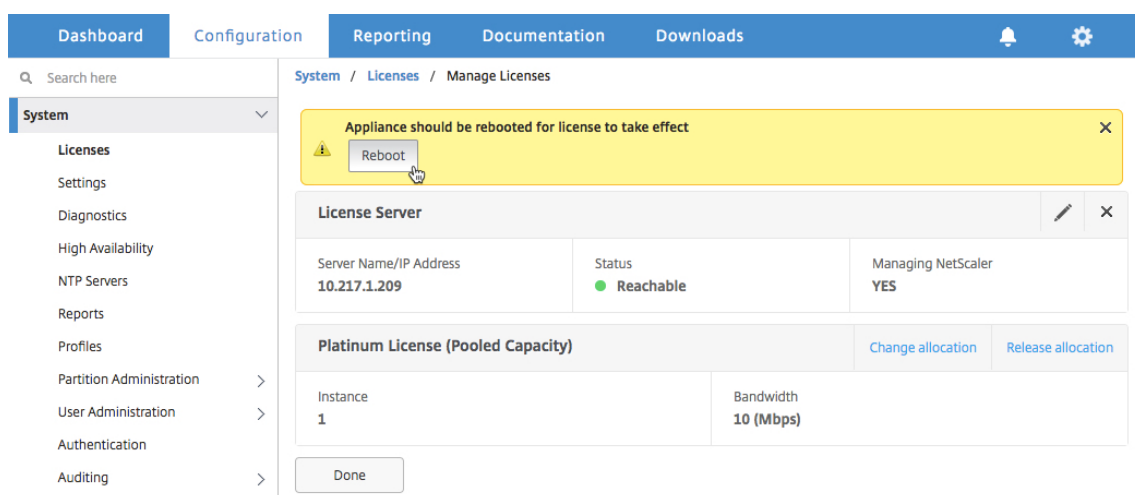 Dashboard Configuration Reporting Documentation Downloads
Search here
System / Licenses / Manage Licenses
System
Licenses
Settings
Diagnostics
High Availability
NTP Servers
Reports
Profiles
Partition Administration
User Administration
Authentication
Auditing
Appliance should be rebooted for license to take effect
Reboot
License Server
Server Name/IP Address Status Managing NetScaler
10.217.1.209 Reachable YES
Platinum License (Pooled Capacity) Change allocation Release allocation
Instance Bandwidth
1 10 (Mbps)
Done